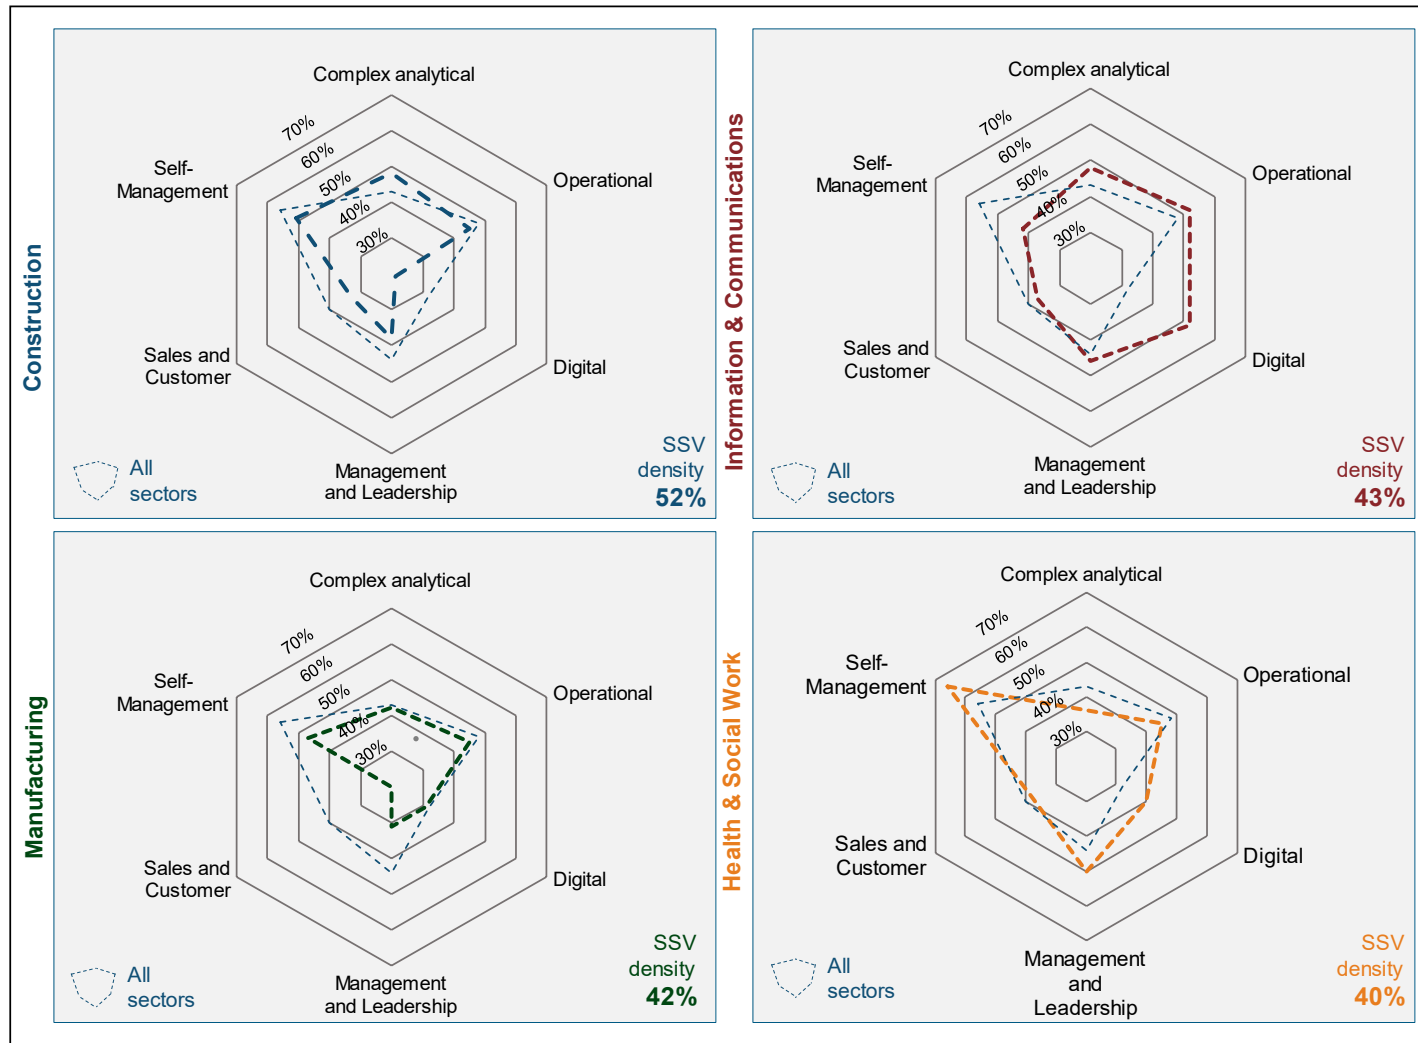 Construction
Complex analytical
70%
60%
50%
40%
30%
Self-
Management
Operational
Sales and
Customer
Digital
Management
and Leadership
All
sectors
SSV
density
52%
Information & Communications
Complex analytical
70%
60%
50%
40%
30%
Self-
Management
Operational
Sales and
Customer
Digital
Management
and Leadership
All
sectors
SSV
density
43%
Manufacturing
Complex analytical
70%
60%
50%
40%
30%
Self-
Management
Operational
Sales and
Customer
Digital
Management
and Leadership
All
sectors
SSV
density
42%
Health & Social Work
Complex analytical
70%
60%
50%
40%
30%
Self-
Management
Operational
Sales and
Customer
Digital
Management
and
Leadership
All
sectors
SSV
density
40%